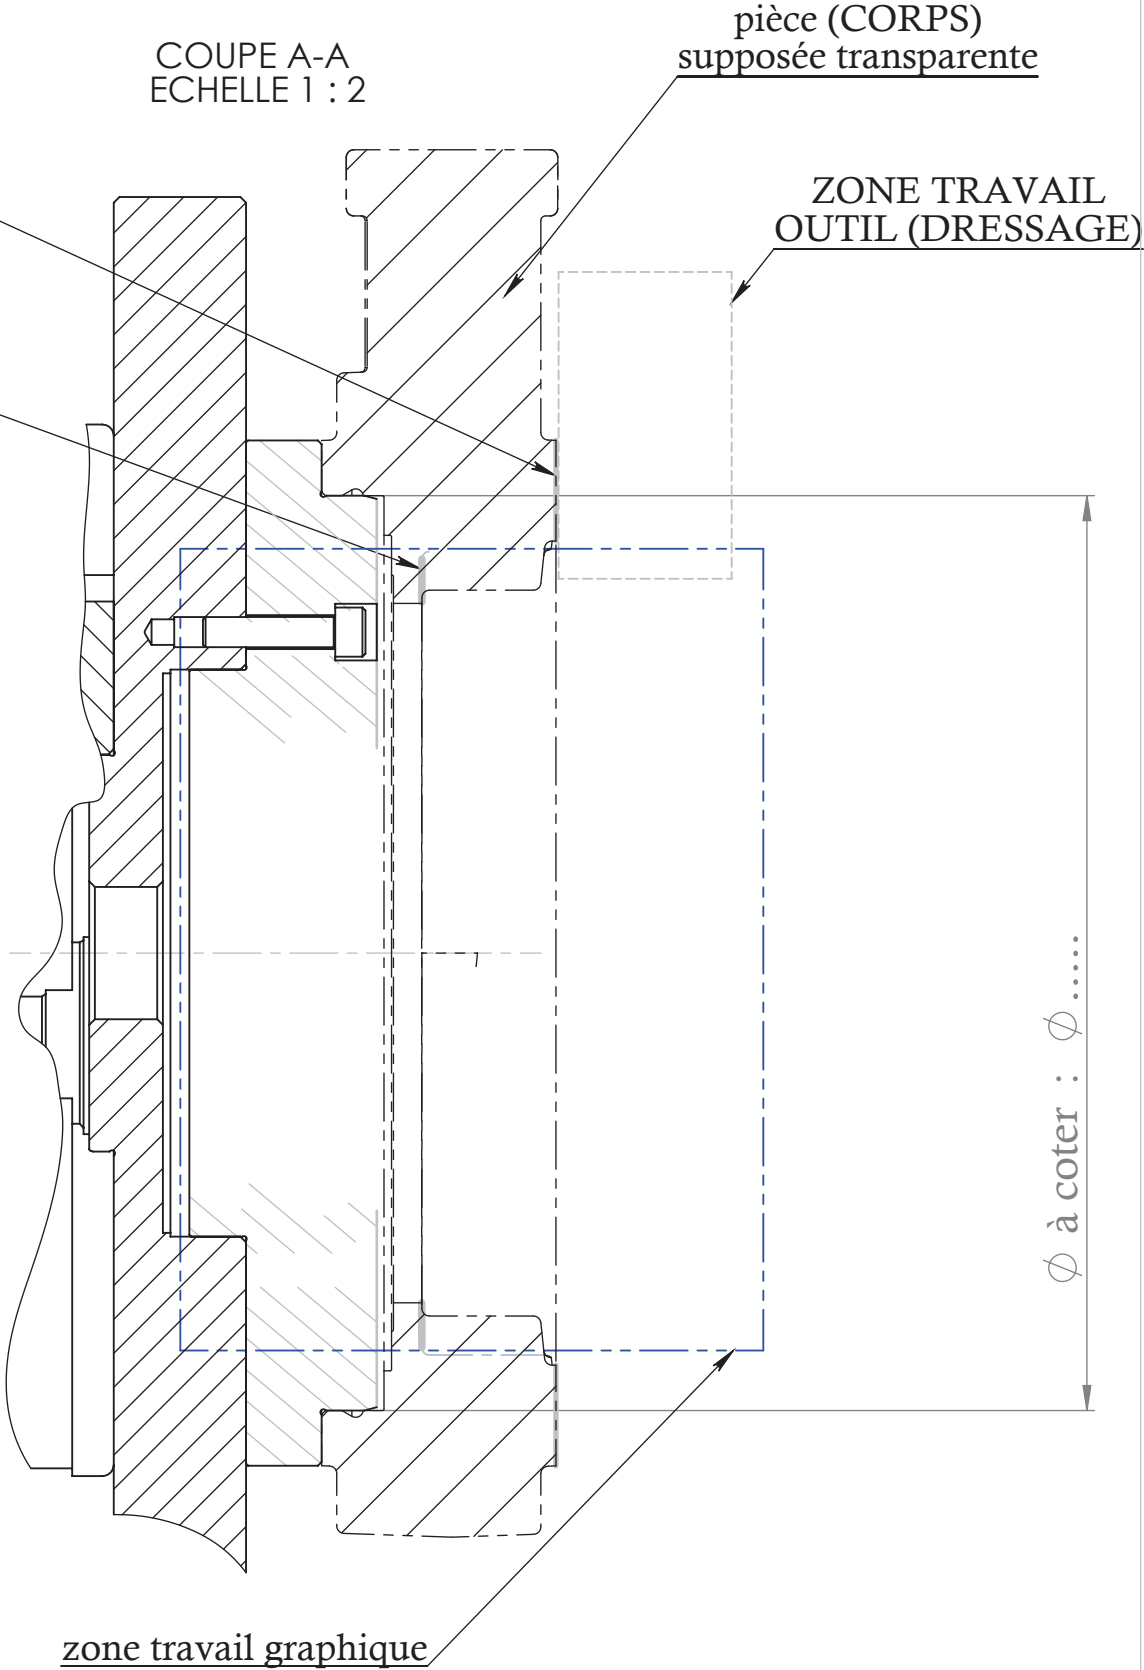 pièce (CORPS)
supposée transparente
COUPE A-A
ECHELLE 1 : 2
ZONE TRAVAIL
OUTIL (DRESSAGE)
∅ à coter : ∅.....
zone travail graphique